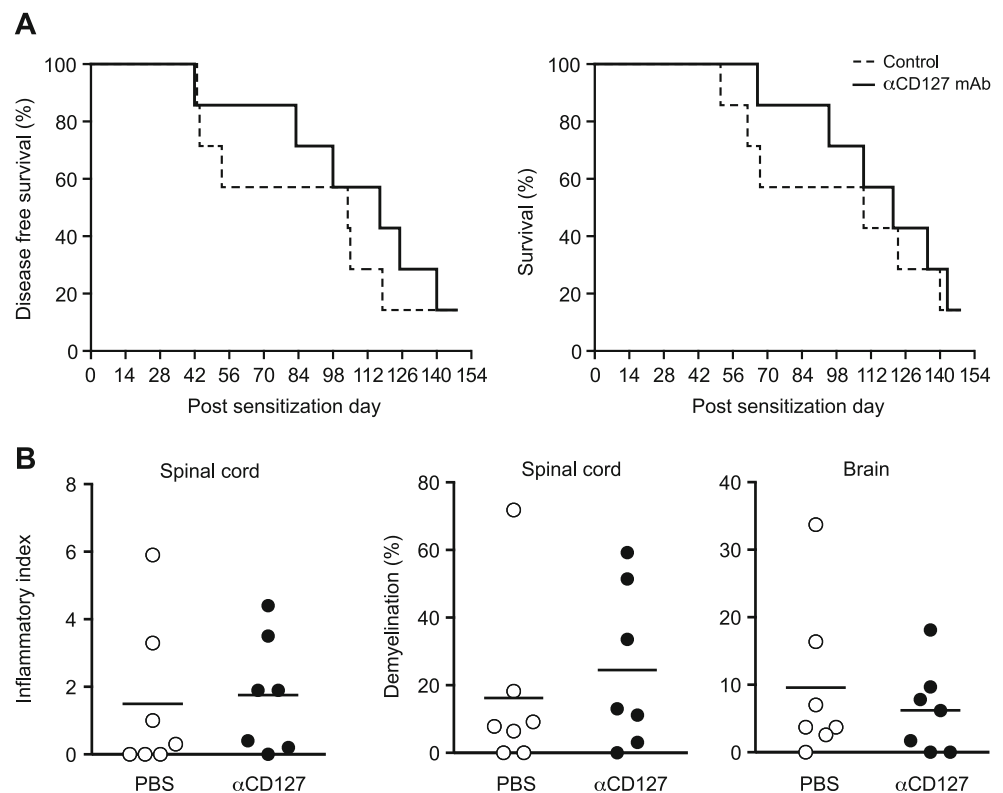 A
Disease free survival (%)
100
80
60
40
20
0
0 14 28 42 56 70 84 98 112 126 140 154
Post sensitization day
Survival (%)
100
80
60
40
20
0
0 14 28 42 56 70 84 98 112 126 140 154
Post sensitization day
Control
αCD127 mAb
B
Spinal cord
Inflammatory index
8
6
4
2
0
PBS αCD127
Spinal cord
Demyelination (%)
80
60
40
20
0
PBS αCD127
Brain
40
30
20
10
0
PBS αCD127